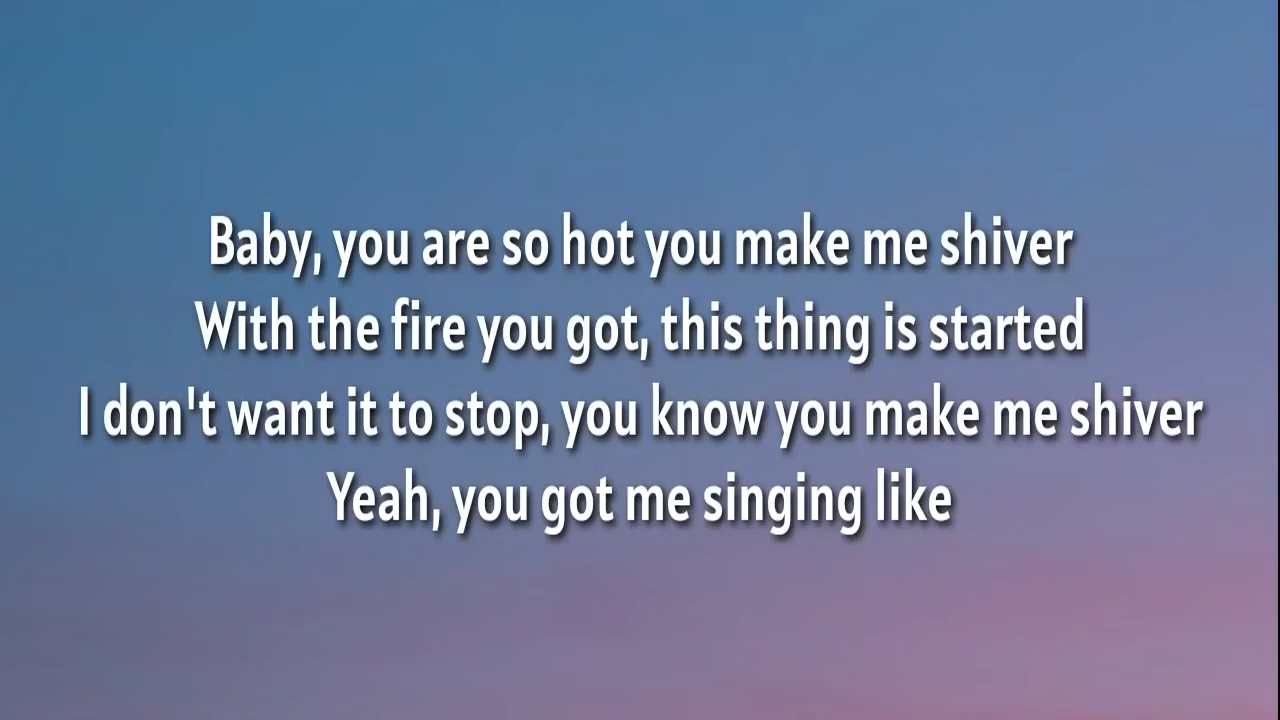 Baby, you are so hot you make me shiver
With the fire you got, this thing is started
I don't want it to stop, you know you make me shiver
Yeah, you got me singing like